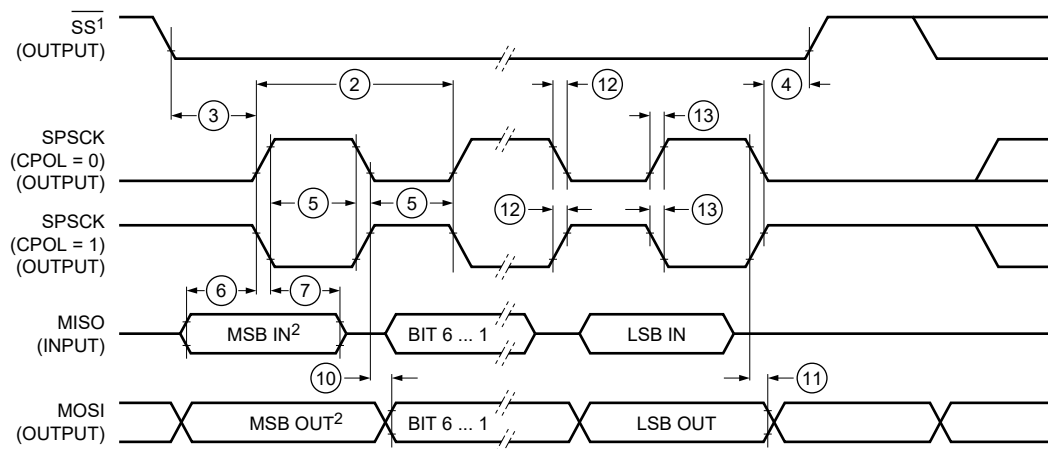 SS1
(OUTPUT)
2
12
4
3
13
SPSCK
(CPOL = 0)
(OUTPUT)
5
5
12
13
SPSCK
(CPOL = 1)
(OUTPUT)
6
7
MISO
(INPUT)
MSB IN2
BIT 6 ... 1
LSB IN
10
11
MOSI
(OUTPUT)
MSB OUT2
BIT 6 ... 1
LSB OUT